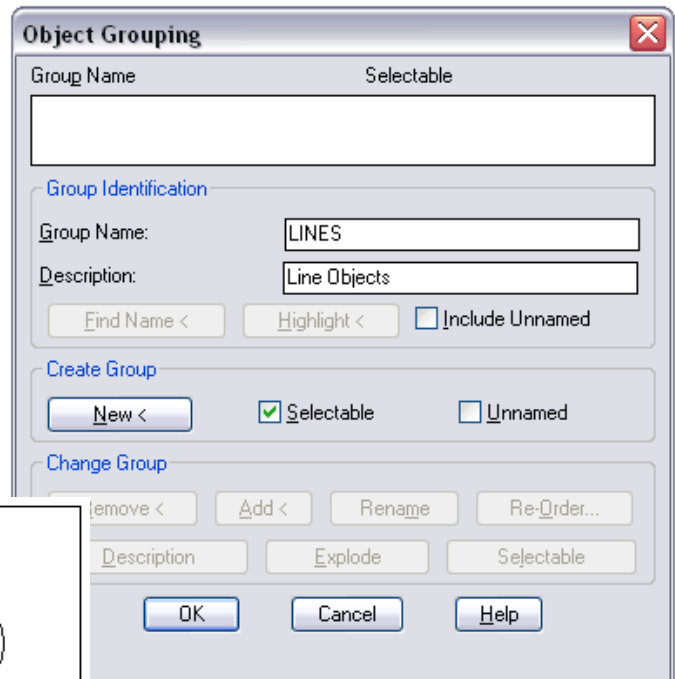 Object Grouping
Group Name Selectable
Group Identification
Group Name: LINES
Description: Line Objects
Find Name < Highlight < Include Unnamed
Create Group
New < Selectable Unnamed
Change Group
emove < Add < Rename Re-Order...
Description Explode Selectable
OK Cancel Help